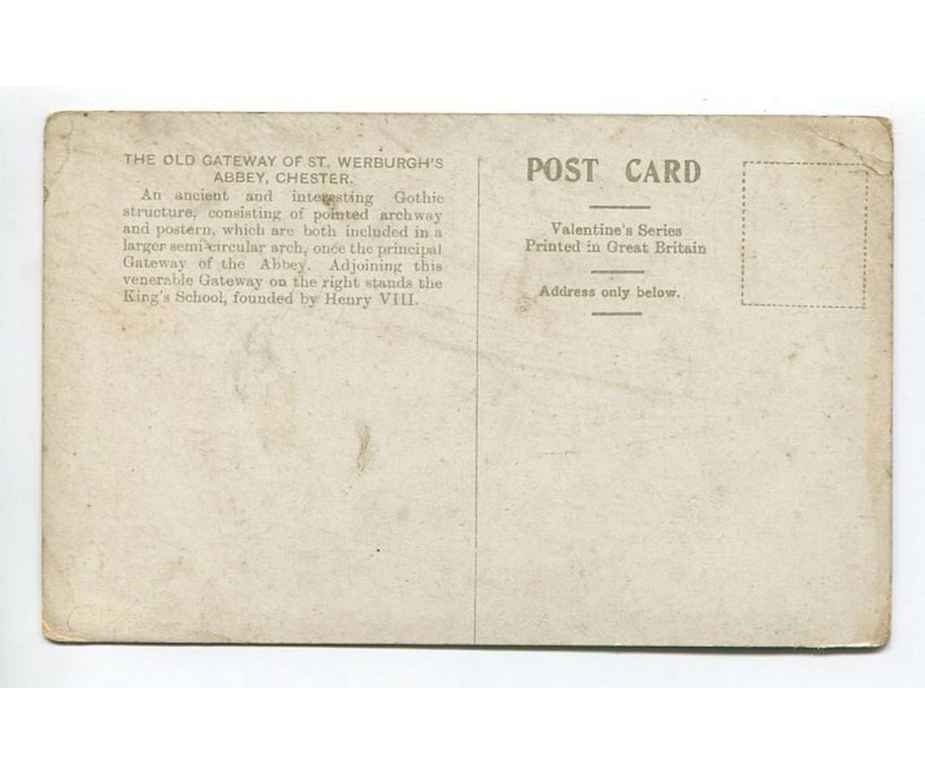 THE OLD GATEWAY OF ST. WERBURGH'S
ABBEY, CHESTER.
An ancient and interesting Gothic
structure, consisting of pointed archway
and postern, which are both included in a
larger semi-circular arch, once the principal
Gateway of the Abbey. Adjoining this
venerable Gateway on the right stands the
King's School, founded by Henry VIII.
POST CARD
Valentine's Series
Printed in Great Britain
Address only below.